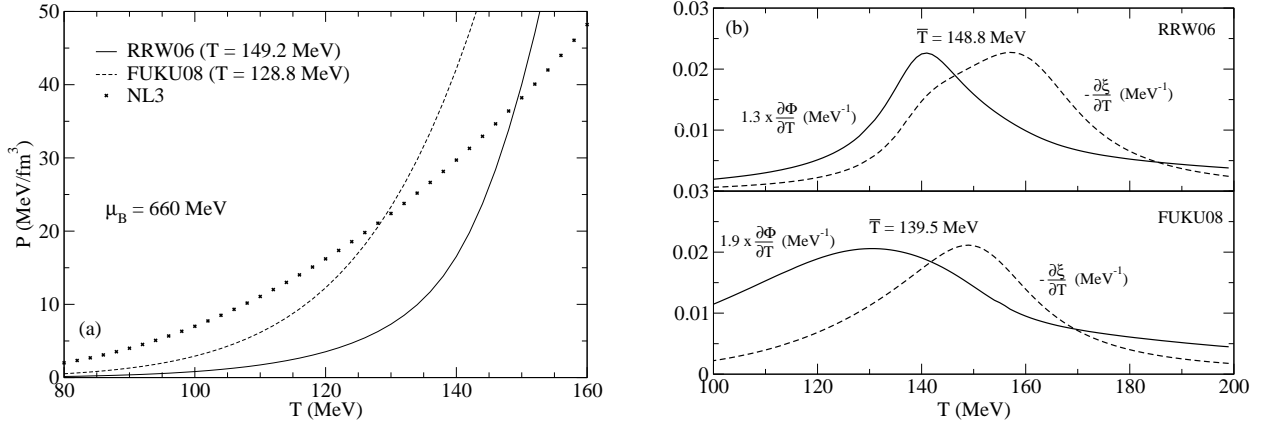 50
40
30
20
10
0
80
100
120
140
160
P (MeV/fm³)
T (MeV)
RRW06 (T = 149.2 MeV)
FUKU08 (T = 128.8 MeV)
NL3
μ_B = 660 MeV
(a)
(b)
0.03
0.02
0.01
0.03
0.02
0.01
0
100
120
140
160
180
200
T (MeV)
T̅ = 148.8 MeV
RRW06
1.3 x ∂Φ/∂T (MeV⁻¹)
-∂ξ/∂T (MeV⁻¹)
T̅ = 139.5 MeV
FUKU08
1.9 x ∂Φ/∂T (MeV⁻¹)
-∂ξ/∂T (MeV⁻¹)